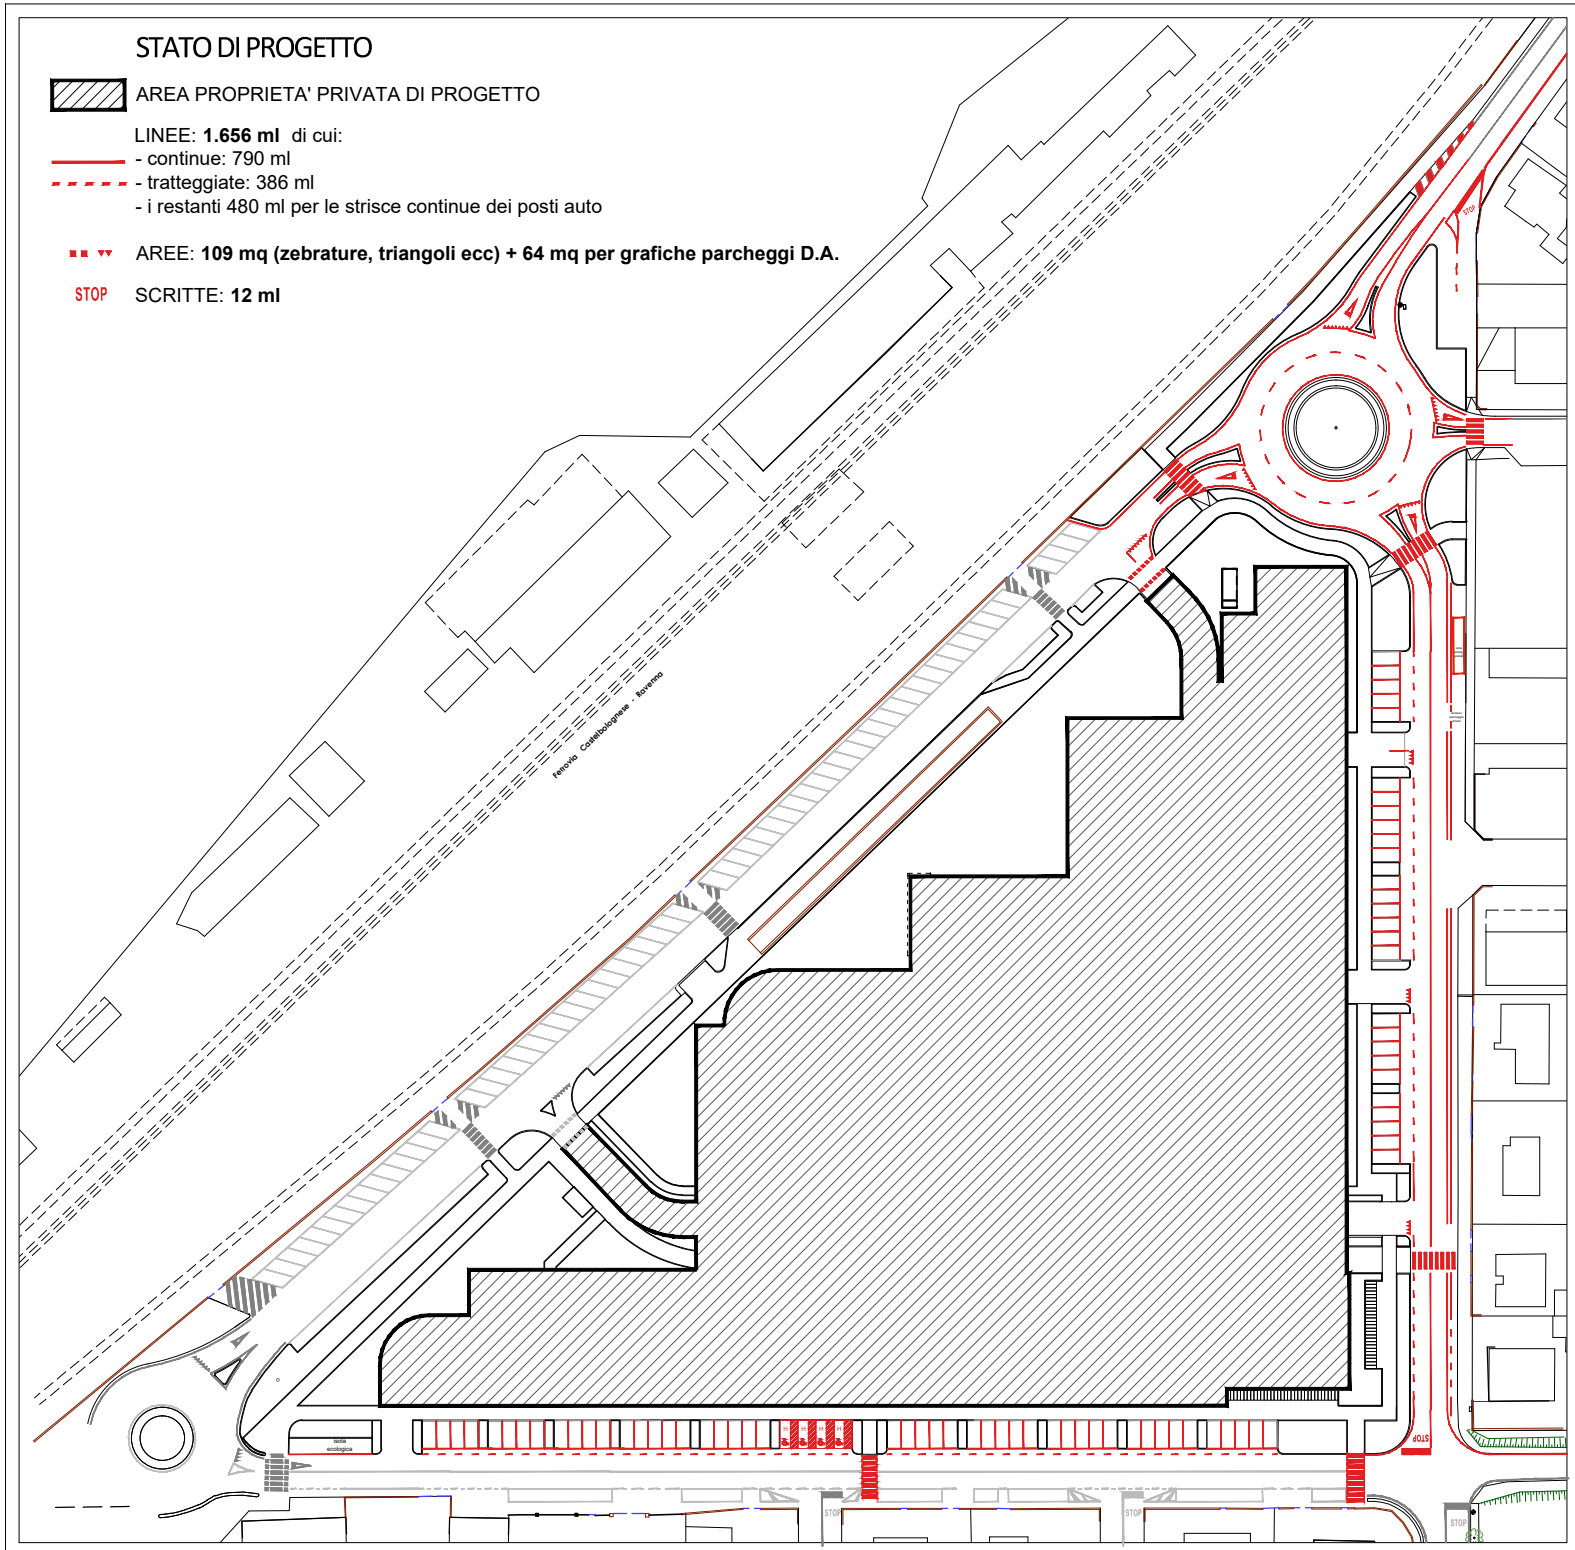 STATO DI PROGETTO
AREA PROPRIETA' PRIVATA DI PROGETTO
LINEE: 1.656 ml di cui:
- continue: 790 ml
- tratteggiate: 386 ml
- i restanti 480 ml per le strisce continue dei posti auto
AREE: 109 mq (zebrature, triangoli ecc) + 64 mq per grafiche parcheggi D.A.
STOP SCRITTE: 12 ml
STOP
Ferrovia Castelbolognese - Ravenna
isola
ecologica
H H H H
STOP
STOP
STOP
STOP